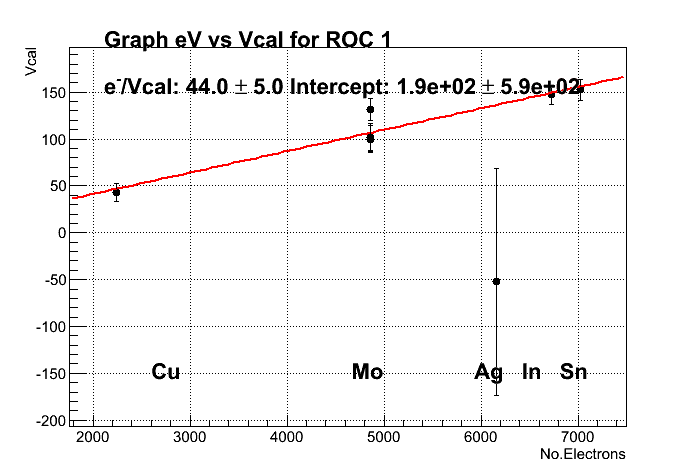 Graph eV vs Vcal for ROC 1
Vcal
e⁻/Vcal: 44.0 ± 5.0 Intercept: 1.9e+02 ± 5.9e+02
150
100
50
0
-50
-100
-150
-200
Cu Mo Ag In Sn
2000 3000 4000 5000 6000 7000
No.Electrons